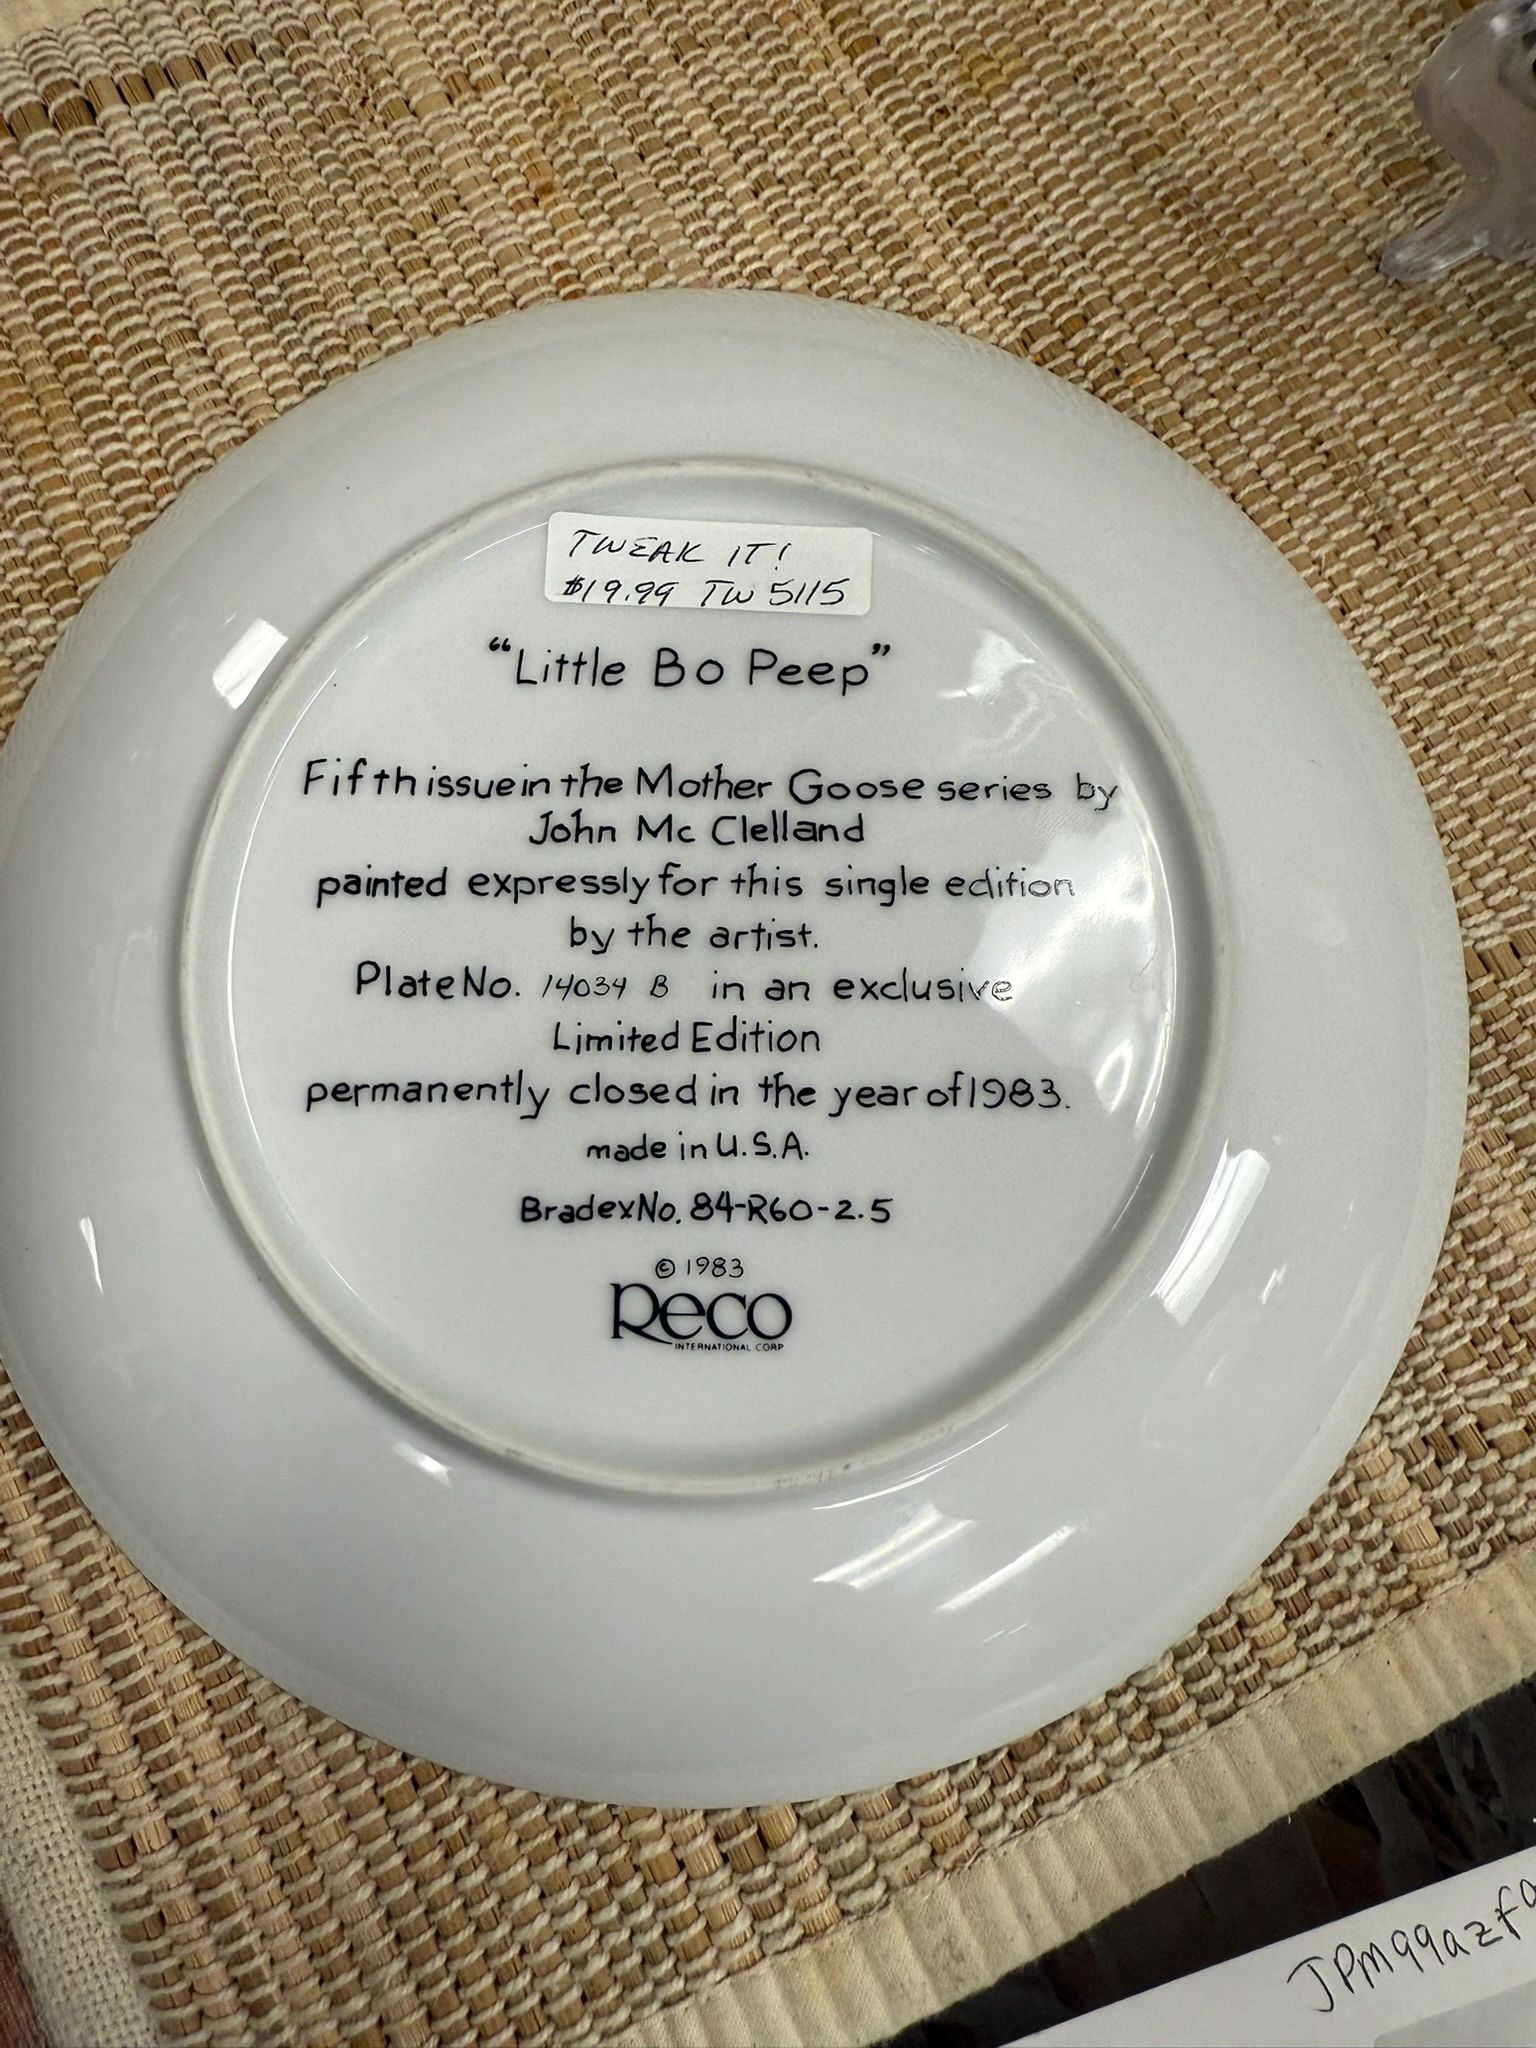 TWEAK IT!
$19.99 TW 5115
“Little Bo Peep”
Fifth issue in the Mother Goose series by
John Mc Clelland
painted expressly for this single edition
by the artist.
Plate No. 14034 B in an exclusive
Limited Edition
permanently closed in the year of 1983.
made in U.S.A.
Bradex No. 84-R60-2.5
© 1983
Reco
INTERNATIONAL CORP